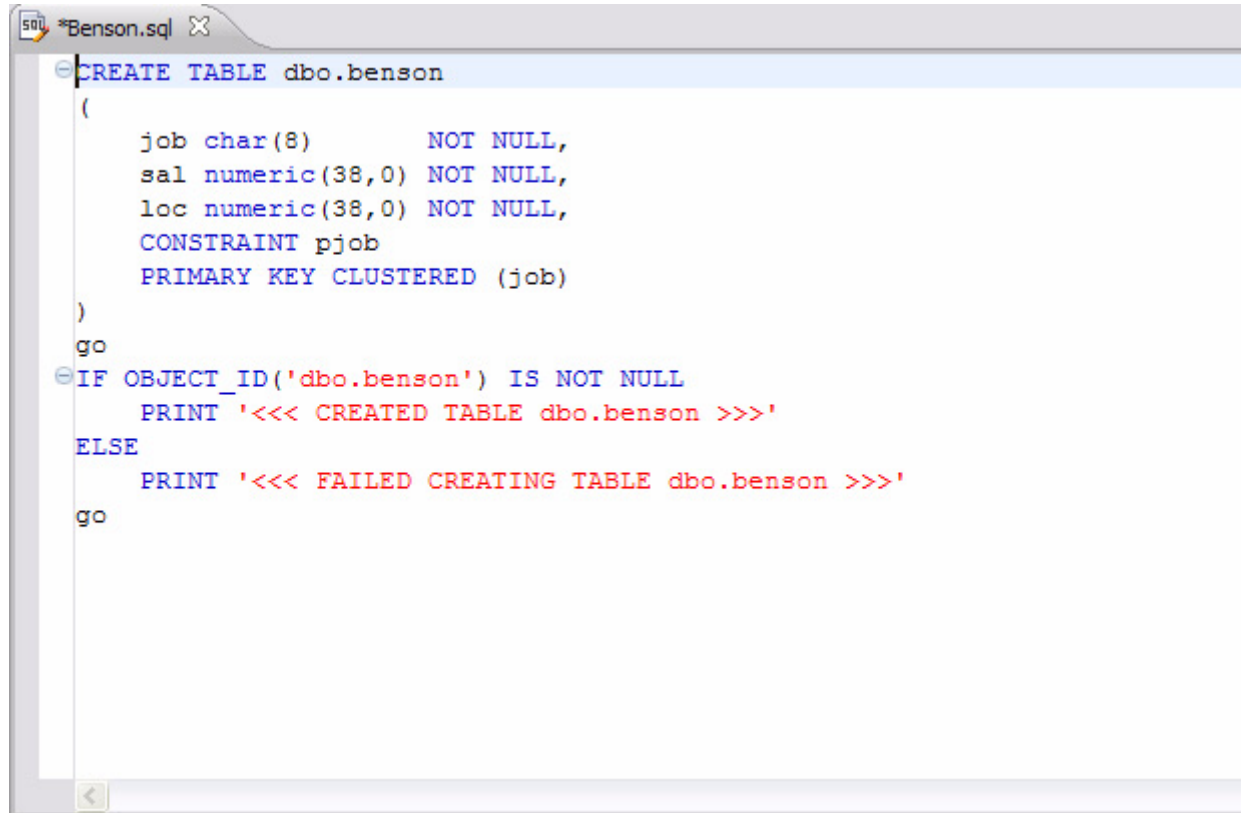 *Benson.sql
CREATE TABLE dbo.benson
(
    job char(8)       NOT NULL,
    sal numeric(38,0) NOT NULL,
    loc numeric(38,0) NOT NULL,
    CONSTRAINT pjob
    PRIMARY KEY CLUSTERED (job)
)
go
IF OBJECT_ID('dbo.benson') IS NOT NULL
    PRINT '<<< CREATED TABLE dbo.benson >>>'
ELSE
    PRINT '<<< FAILED CREATING TABLE dbo.benson >>>'
go